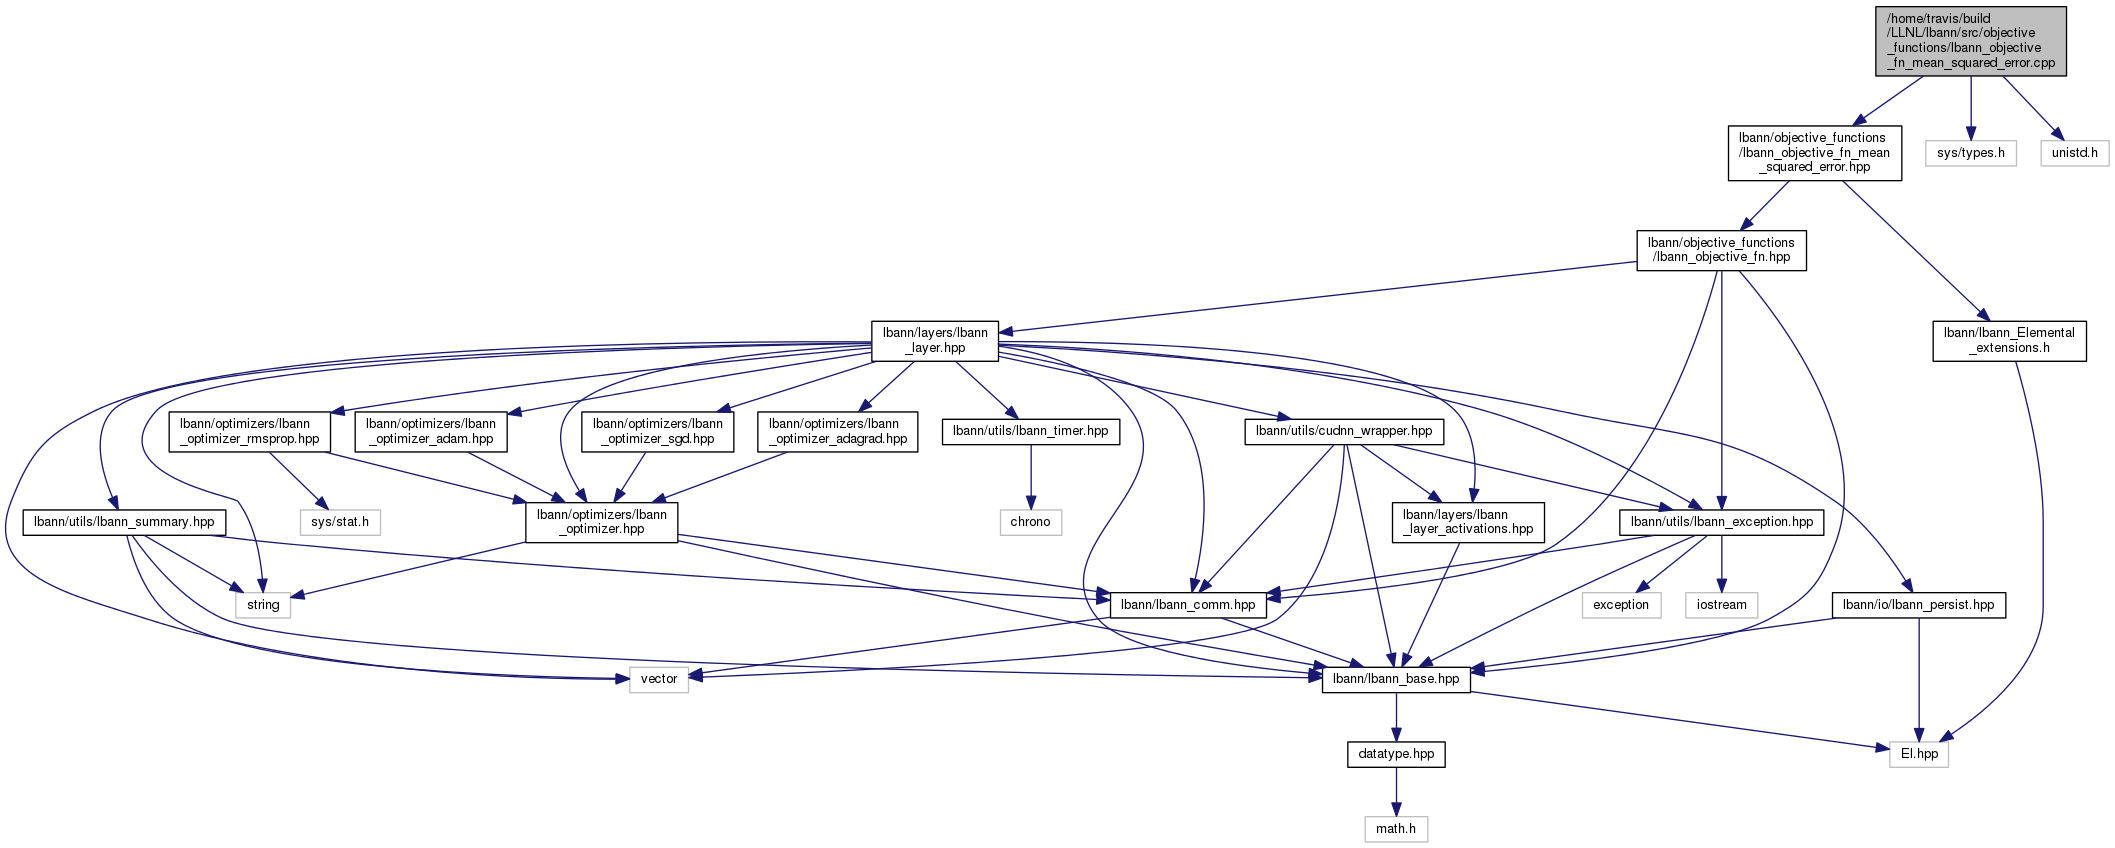 /home/travis/build
/LLNL/lbann/src/objective
_functions/lbann_objective
_fn_mean_squared_error.cpp
lbann/objective_functions
/lbann_objective_fn_mean
_squared_error.hpp
sys/types.h
unistd.h
lbann/objective_functions
/lbann_objective_fn.hpp
lbann/layers/lbann
_layer.hpp
lbann/lbann_Elemental
_extensions.h
lbann/optimizers/lbann
_optimizer_rmsprop.hpp
lbann/optimizers/lbann
_optimizer_adam.hpp
lbann/optimizers/lbann
_optimizer_sgd.hpp
lbann/optimizers/lbann
_optimizer_adagrad.hpp
lbann/utils/lbann_timer.hpp
lbann/utils/cudnn_wrapper.hpp
lbann/utils/lbann_summary.hpp
sys/stat.h
lbann/optimizers/lbann
_optimizer.hpp
chrono
lbann/layers/lbann
_layer_activations.hpp
lbann/utils/lbann_exception.hpp
string
lbann/lbann_comm.hpp
exception
iostream
lbann/io/lbann_persist.hpp
vector
lbann/lbann_base.hpp
datatype.hpp
El.hpp
math.h